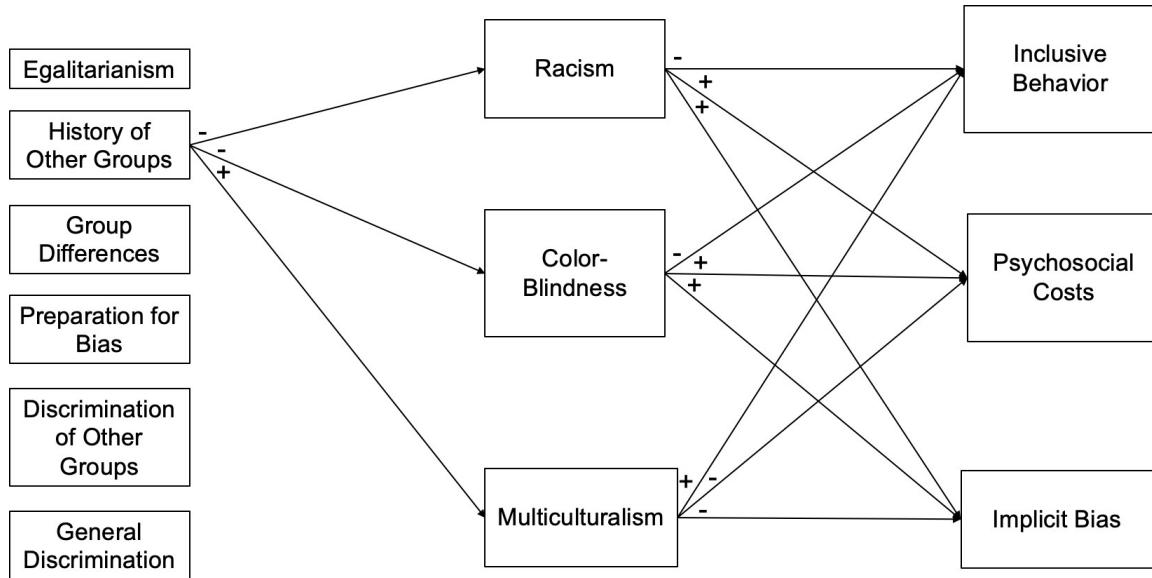 Egalitarianism
History of
Other Groups
Group
Differences
Preparation for
Bias
Discrimination
of Other
Groups
General
Discrimination
-
-
+
Racism
-
+
+
Color-
Blindness
-
+
+
Multiculturalism
+
-
-
Inclusive
Behavior
Psychosocial
Costs
Implicit Bias